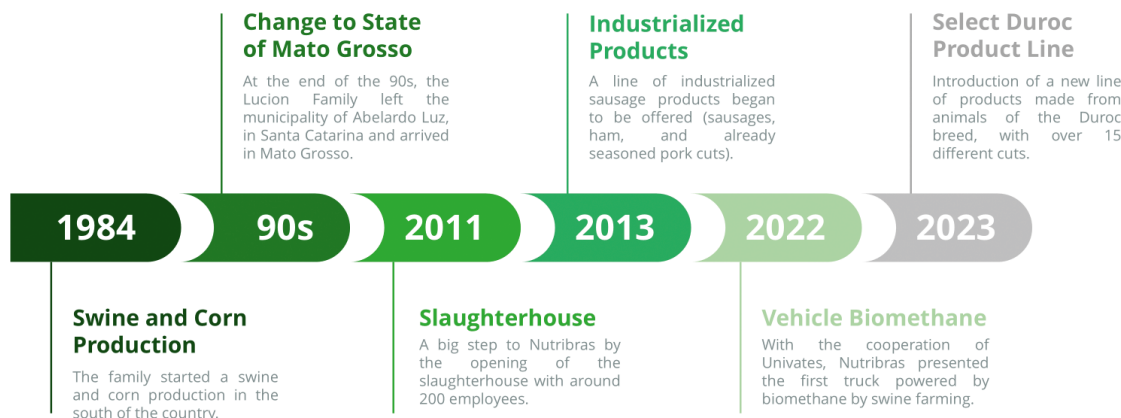 Change to State
of Mato Grosso
At the end of the 90s, the
Lucion Family left the
municipality of Abelardo Luz,
in Santa Catarina and arrived
in Mato Grosso.
Industrialized
Products
A line of industrialized
sausage products began
to be offered (sausages,
ham, and already
seasoned pork cuts).
Select Duroc
Product Line
Introduction of a new line
of products made from
animals of the Duroc
breed, with over 15
different cuts.
1984
90s
2011
2013
2022
2023
Swine and Corn
Production
The family started a swine
and corn production in the
south of the country.
Slaughterhouse
A big step to Nutribras by
the opening of the
slaughterhouse with around
200 employees.
Vehicle Biomethane
With the cooperation of
Univates, Nutribras presented
the first truck powered by
biomethane by swine farming.